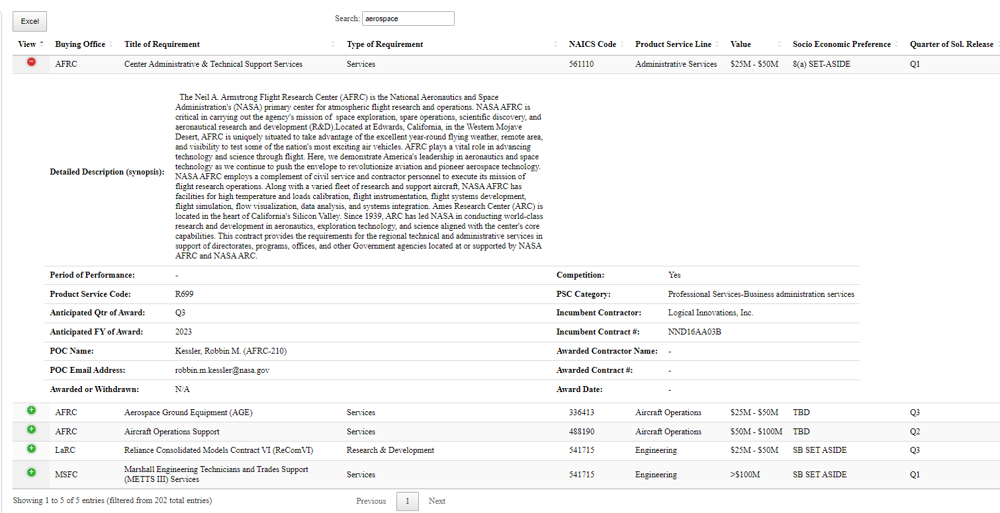 Excel
Search: aerospace
View Buying Office Title of Requirement Type of Requirement NAICS Code Product Service Line Value Socio Economic Preference Quarter of Sol. Release
AFRC Center Administrative & Technical Support Services Services 561110 Administrative Services $25M - $50M 8(a) SET-ASIDE Q1
Detailed Description (synopsis):
The Neil A. Armstrong Flight Research Center (AFRC) is the National Aeronautics and Space
Administration's (NASA) primary center for atmospheric flight research and operations. NASA AFRC is
critical in carrying out the agency's mission of space exploration, spare operations, scientific discovery, and
aeronautical research and development (R&D).Located at Edwards, California, in the Western Mojave
Desert, AFRC is uniquely situated to take advantage of the excellent year-round flying weather, remote area,
and visibility to test some of the nation's most exciting air vehicles. AFRC plays a vital role in advancing
technology and science through flight. Here, we demonstrate America's leadership in aeronautics and space
technology as we continue to push the envelope to revolutionize aviation and pioneer aerospace technology.
NASA AFRC employs a complement of civil service and contractor personnel to execute its mission of
flight research operations. Along with a varied fleet of research and support aircraft, NASA AFRC has
facilities for high temperature and loads calibration, flight instrumentation, flight systems development,
flight simulation, flow visualization, data analysis, and systems integration. Ames Research Center (ARC) is
located in the heart of California's Silicon Valley. Since 1939, ARC has led NASA in conducting world-class
research and development in aeronautics, exploration technology, and science aligned with the center's core
capabilities. This contract provides the requirements for the regional technical and administrative services in
support of directorates, programs, offices, and other Government agencies located at or supported by NASA
AFRC and NASA ARC.
Period of Performance: - Competition: Yes
Product Service Code: R699 PSC Category: Professional Services-Business administration services
Anticipated Qtr of Award: Q3 Incumbent Contractor: Logical Innovations, Inc.
Anticipated FY of Award: 2023 Incumbent Contract #: NND16AA03B
POC Name: Kessler, Robbin M. (AFRC-210) Awarded Contractor Name: -
POC Email Address: robbin.m.kessler@nasa.gov Awarded Contract #: -
Awarded or Withdrawn: N/A Award Date: -
AFRC Aerospace Ground Equipment (AGE) Services 336413 Aircraft Operations $25M - $50M TBD Q3
AFRC Aircraft Operations Support Services 488190 Aircraft Operations $50M - $100M TBD Q2
LaRC Reliance Consolidated Models Contract VI (ReComVI) Research & Development 541715 Engineering $25M - $50M SB SET ASIDE Q3
MSFC Marshall Engineering Technicians and Trades Support
(METTS III) Services Services 541715 Engineering >$100M SB SET ASIDE Q1
Showing 1 to 5 of 5 entries (filtered from 202 total entries) Previous 1 Next